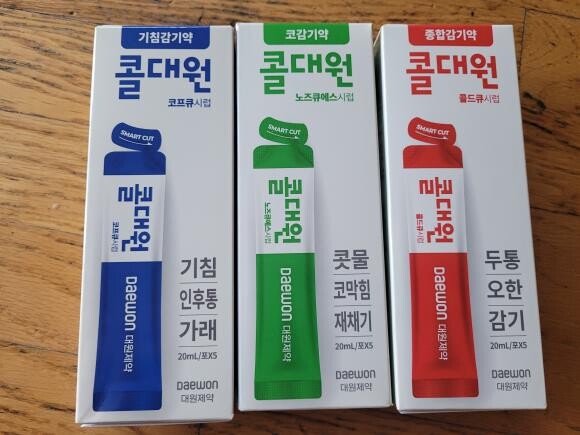 기침감기약
콜대원
코프큐시럽
SMART CUT
콜대원
코프큐시럽
Daewon 대원제약
기침
인후통
가래
20mL/포X5
Daewon
대원제약
코감기약
콜대원
노즈큐에스시럽
SMART CUT
콜대원
노즈큐에스시럽
Daewon 대원제약
콧물
코막힘
재채기
20mL/포X5
Daewon
대원제약
종합감기약
콜대원
콜드큐시럽
SMART CUT
콜대원
콜드큐시럽
Daewon 대원제약
두통
오한
감기
20mL/포X5
Daewon
대원제약